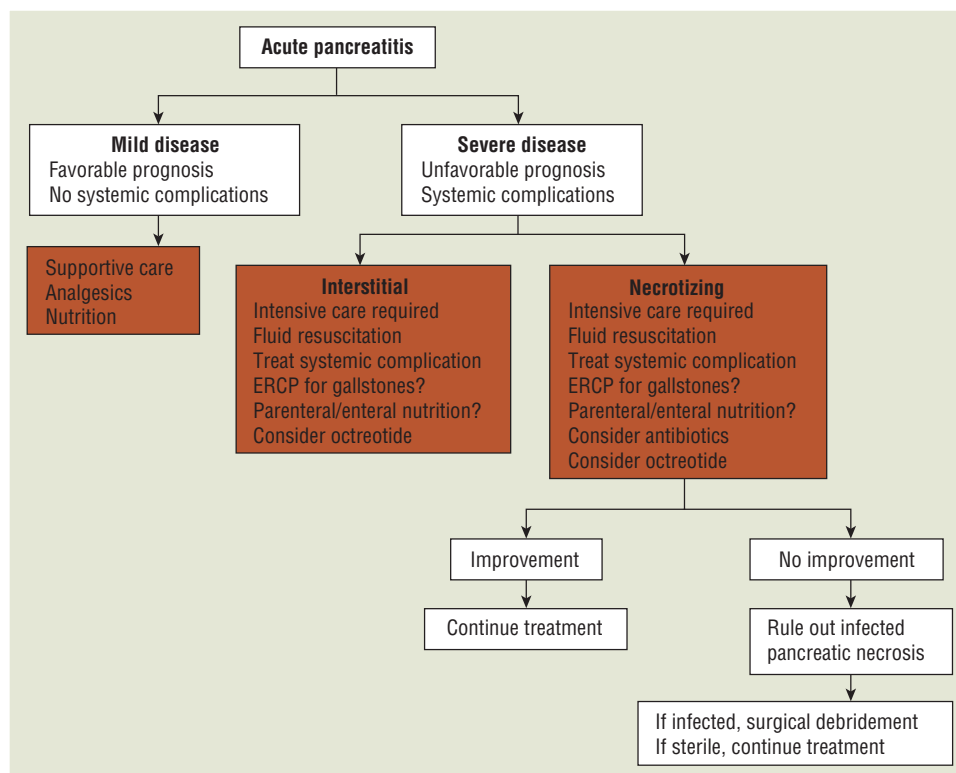 Acute pancreatitis
Mild disease
Favorable prognosis
No systemic complications
Severe disease
Unfavorable prognosis
Systemic complications
Supportive care
Analgesics
Nutrition
Interstitial
Intensive care required
Fluid resuscitation
Treat systemic complication
ERCP for gallstones?
Parenteral/enteral nutrition?
Consider octreotide
Necrotizing
Intensive care required
Fluid resuscitation
Treat systemic complication
ERCP for gallstones?
Parenteral/enteral nutrition?
Consider antibiotics
Consider octreotide
Improvement
Continue treatment
No improvement
Rule out infected
pancreatic necrosis
If infected, surgical debridement
If sterile, continue treatment